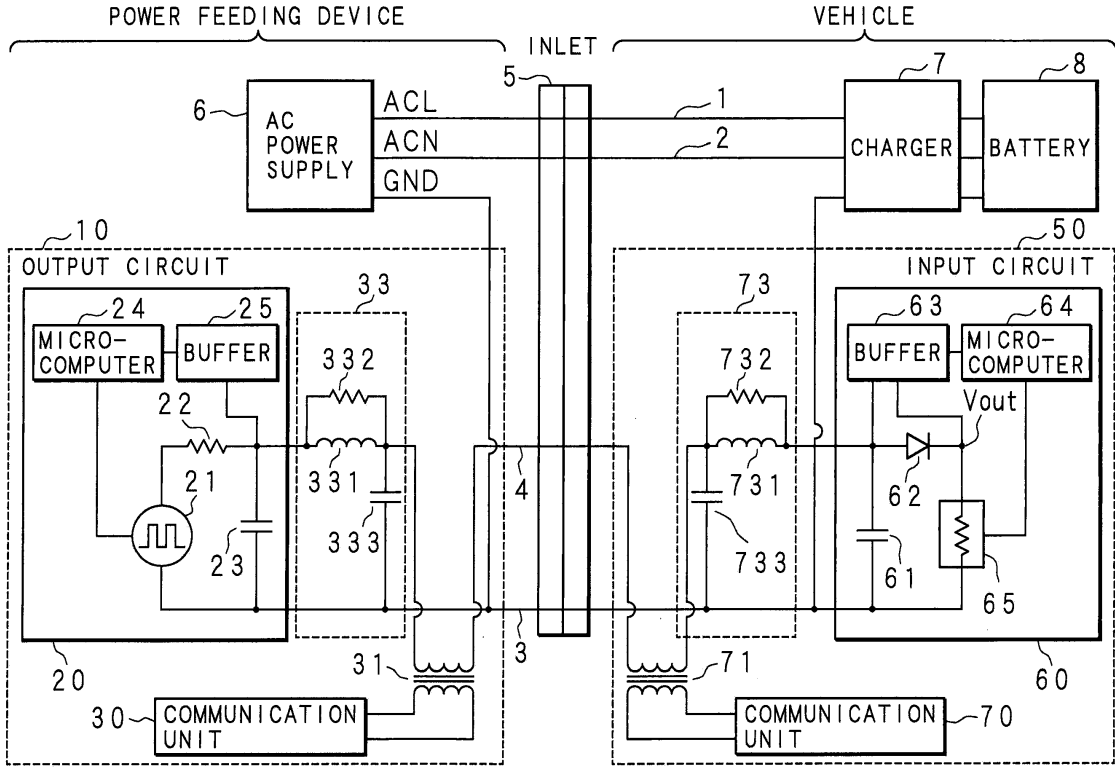 POWER FEEDING DEVICE
VEHICLE
INLET
6
AC
POWER
SUPPLY
ACL
ACN
GND
5
1
2
7
CHARGER
8
BATTERY
10
OUTPUT CIRCUIT
50
INPUT CIRCUIT
24
MICRO-
COMPUTER
25
BUFFER
22
21
23
33
332
331
333
4
3
73
732
731
733
63
BUFFER
64
MICRO-
COMPUTER
Vout
62
61
65
20
60
31
71
30
COMMUNICATION
UNIT
COMMUNICATION
UNIT
70